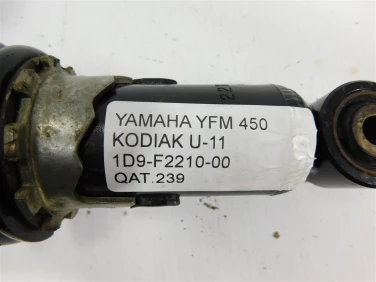 YAMAHA YFM 450
KODIAK U-11
1D9-F2210-00
QAT.239